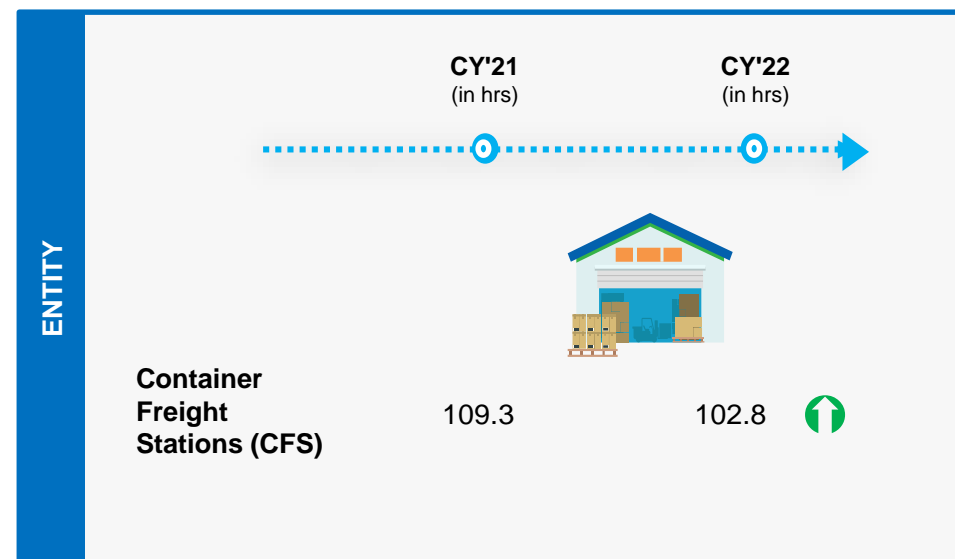 CY'21
(in hrs)
CY'22
(in hrs)
ENTITY
Container
Freight
Stations (CFS)
109.3
102.8